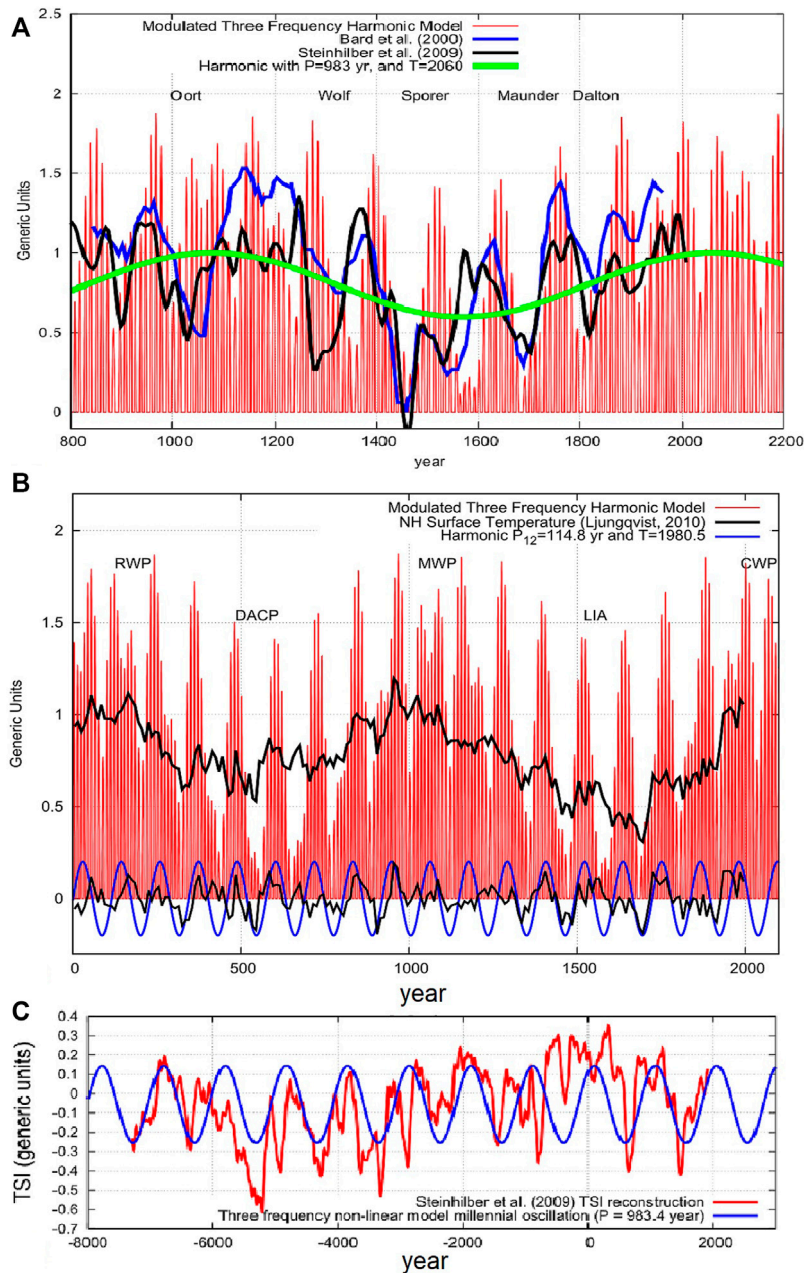 A
Modulated Three Frequency Harmonic Model
Bard et al. (2000)
Steinhilber et al. (2009)
Harmonic with P=983 yr, and T=2060
Oort Wolf Sporer Maunder Dalton
2.5
2
1.5
1
0.5
0
Generic Units
800 1000 1200 1400 1600 1800 2000 2200
year
B
Modulated Three Frequency Harmonic Model
NH Surface Temperature (Ljungqvist, 2010)
Harmonic P12=114.8 yr and T=1980.5
RWP MWP CWP
DACP LIA
2
1.5
1
0.5
0
Generic Units
0 500 1000 1500 2000
year
C
0.4
0.3
0.2
0.1
-0
-0.1
-0.2
-0.3
-0.4
-0.5
-0.6
-0.7
TSI (generic units)
Steinhilber et al. (2009) TSI reconstruction
Three frequency non-linear model millennial oscillation (P = 983.4 year)
-8000 -6000 -4000 -2000 0 2000
year